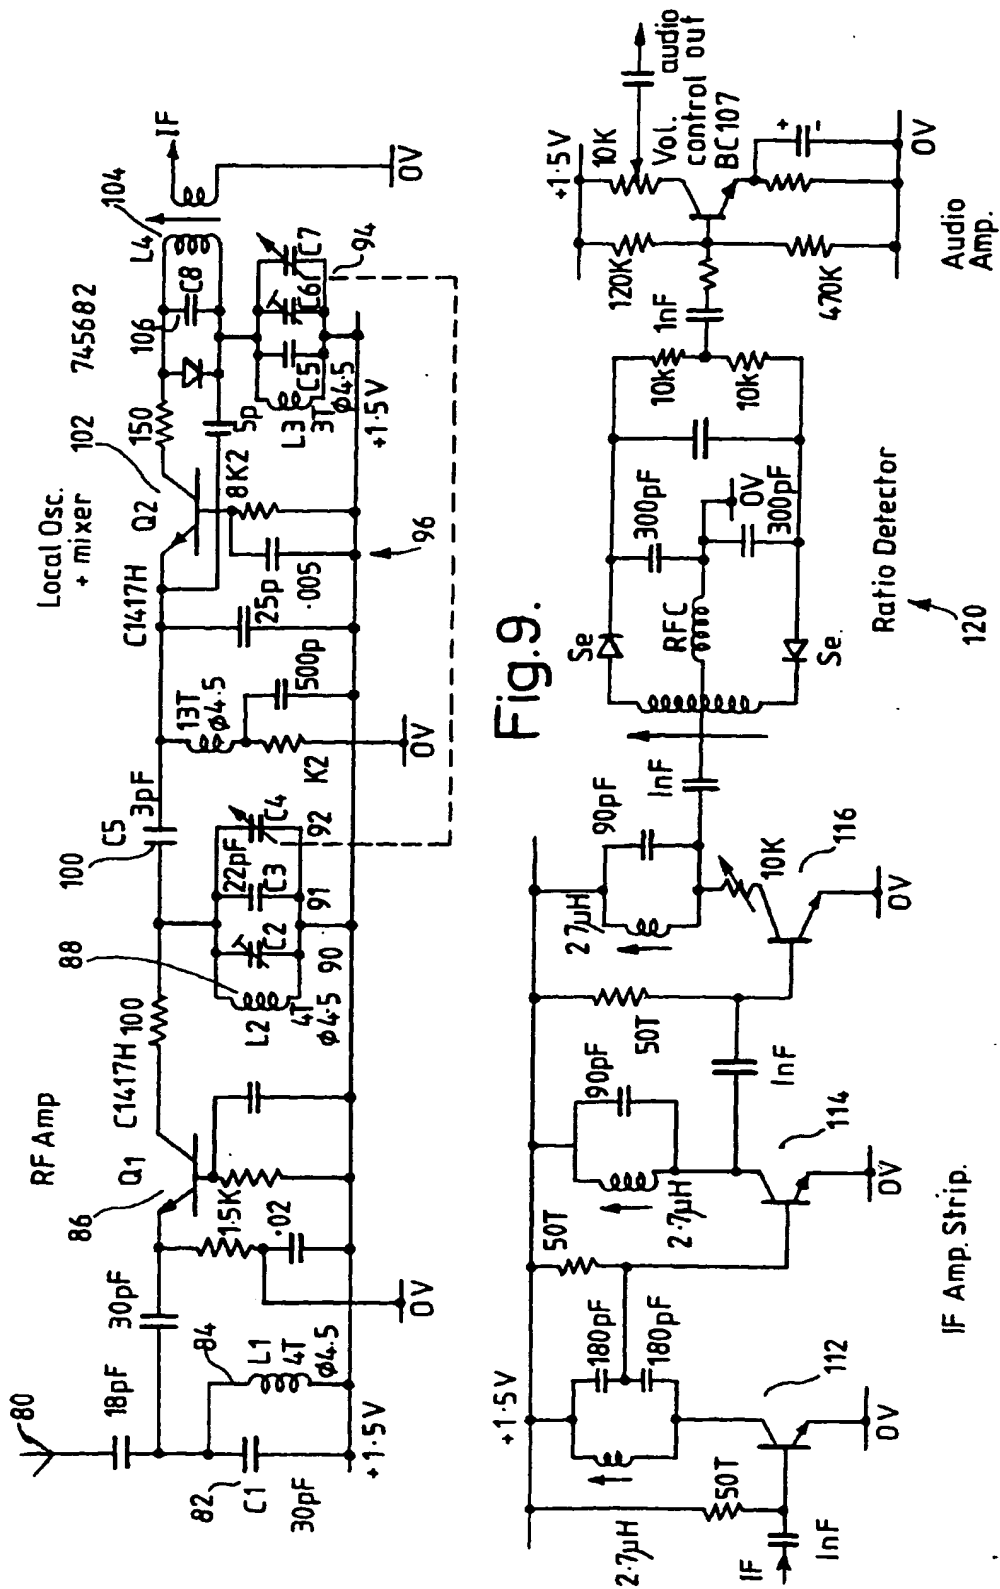 RF Amp
Local Osc.
+ mixer
80
18pF
30pF
86
Q1
C1417H
100
88
100
C5
3pF
13T
ϕ4.5
C1417H
Q2
102
150
745682
106
C8
L4
104
IF
82
C1
30pF
84
L1
4T
ϕ4.5
1.5K
.02
0V
L2
4T
ϕ4.5
C2
90
22pF
C3
91
C4
92
K2
500p
0V
25p
.005
8K2
5p
L3
3T
ϕ4.5
C5
C6
C7
94
0V
+1·5V
+1·5V
96
Fig.9.
+1·5V
2·7µH
50T
IF
1nF
180pF
180pF
112
0V
50T
2·7µH
90pF
114
0V
1nF
50T
27µH
90pF
10K
116
0V
1nF
IF Amp. Strip.
Se
Se
RFC
300pF
0V
300pF
10k
10k
Ratio Detector
120
1nF
+1·5V
120K
470K
10K
Vol.
control
audio
out
BC107
+
-
0V
Audio
Amp.